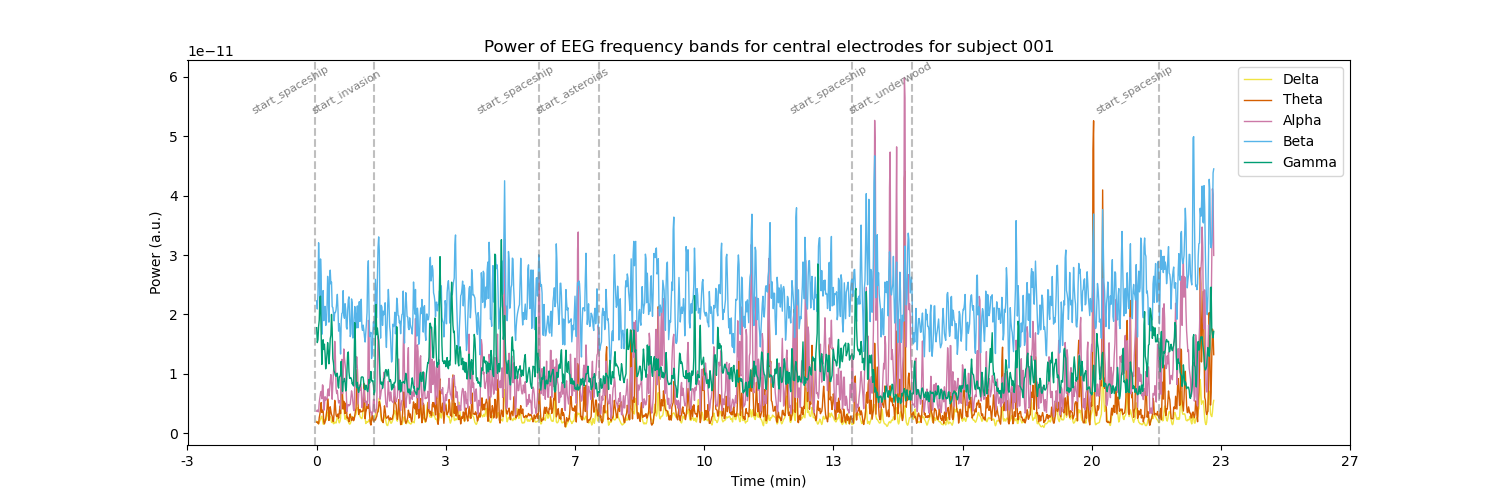 Power of EEG frequency bands for central electrodes for subject 001
1e−11
start_spaceship
start_invasion
start_spaceship
start_asteroids
start_spaceship
start_underwood
start_spaceship
Delta
Theta
Alpha
Beta
Gamma
6
5
4
3
2
1
0
Power (a.u.)
-3 0 3 7 10 13 17 20 23 27
Time (min)